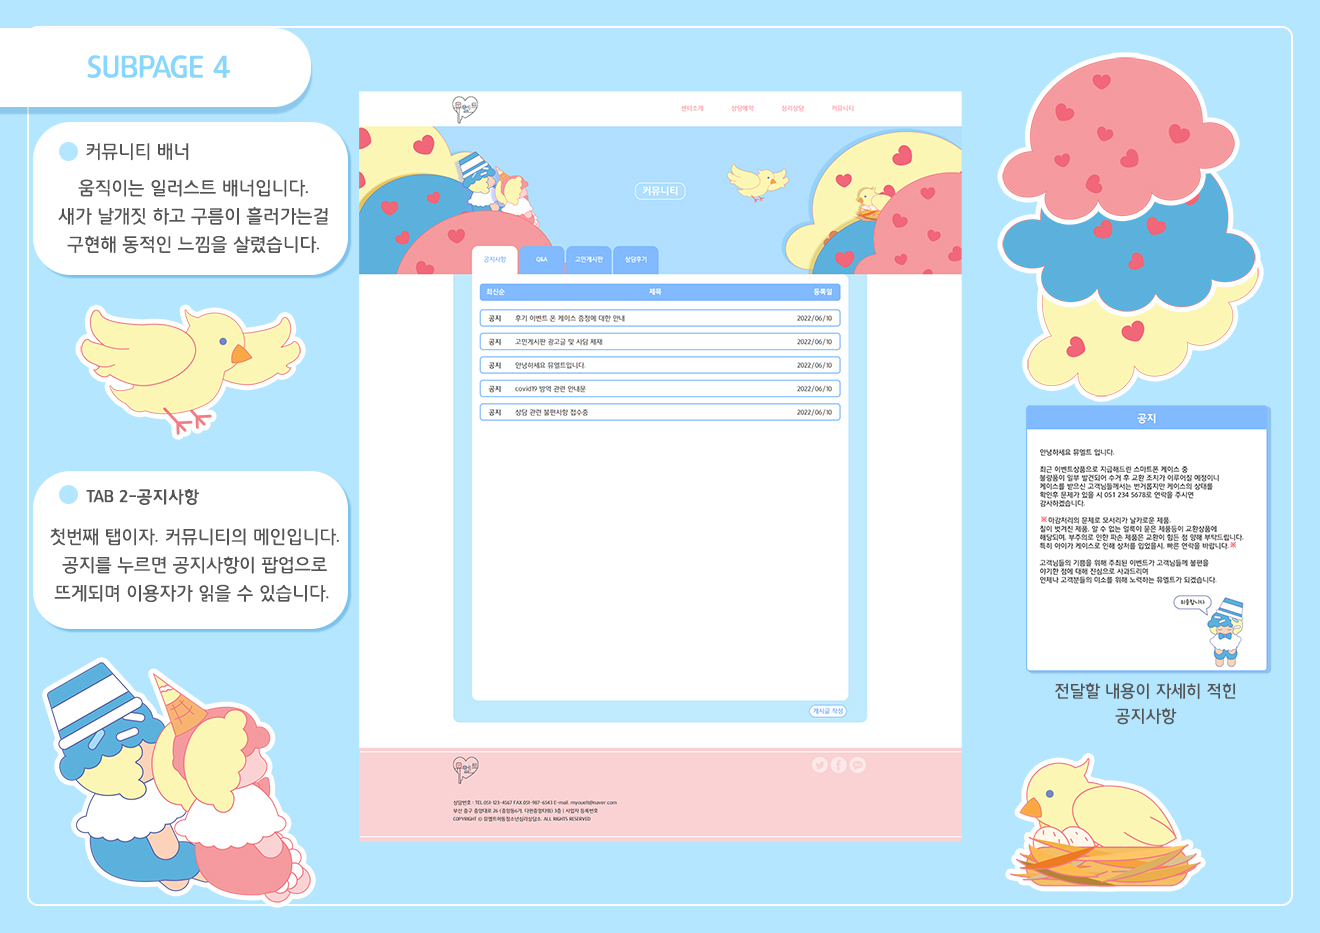 SUBPAGE 4
커뮤니티 배너
움직이는 일러스트 배너입니다.
새가 날개짓 하고 구름이 흘러가는걸
구현해 동적인 느낌을 살렸습니다.
TAB 2-공지사항
첫번째 탭이자. 커뮤니티의 메인입니다.
공지를 누르면 공지사항이 팝업으로
뜨게되며 이용자가 읽을 수 있습니다.
센터소개 상담예약 심리상담 커뮤니티
커뮤니티
공지사항 Q&A 고민게시판 상담후기
최신순 제목 등록일
공지 후기 이벤트 폰 케이스 증정에 대한 안내 2022/06/10
공지 고민게시판 광고글 및 사담 제재 2022/06/10
공지 안녕하세요 뮤엘트입니다. 2022/06/10
공지 covid19 방역 관련 안내문 2022/06/10
공지 상담 관련 불편사항 접수중 2022/06/10
게시글 작성
상담번호 : TEL 051-123-4567 FAX 051-987-6543 E-mail. myouelt@naver.com
부산 중구 중앙대로 26 (중앙동6가, 다현중앙타워) 3층 | 사업자 등록번호
COPYRIGHT © 뮤엘트아동청소년심리상담소. ALL RIGHTS RESERVED
공지
안녕하세요 뮤엘트 입니다.
최근 이벤트상품으로 지급해드린 스마트폰 케이스 중
불량품이 일부 발견되어 수거 후 교환 조치가 이루어질 예정이니
케이스를 받으신 고객님들께서는 번거롭지만 케이스의 상태를
확인후 문제가 있을 시 051 234 5678로 연락을 주시면
감사하겠습니다.
※마감처리의 문제로 모서리가 날카로운 제품.
칠이 벗겨진 제품. 알 수 없는 얼룩이 묻은 제품등이 교환상품에
해당되며, 부주의로 인한 파손 제품은 교환이 힘든 점 양해 부탁드립니다.
특히 아이가 케이스로 인해 상처를 입었을시. 빠른 연락을 바랍니다.※
고객님들의 기쁨을 위해 주최된 이벤트가 고객님들께 불편을
야기한 점에 대해 진심으로 사과드리며
언제나 고객분들의 미소를 위해 노력하는 뮤엘트가 되겠습니다.
죄송합니다
전달할 내용이 자세히 적힌
공지사항